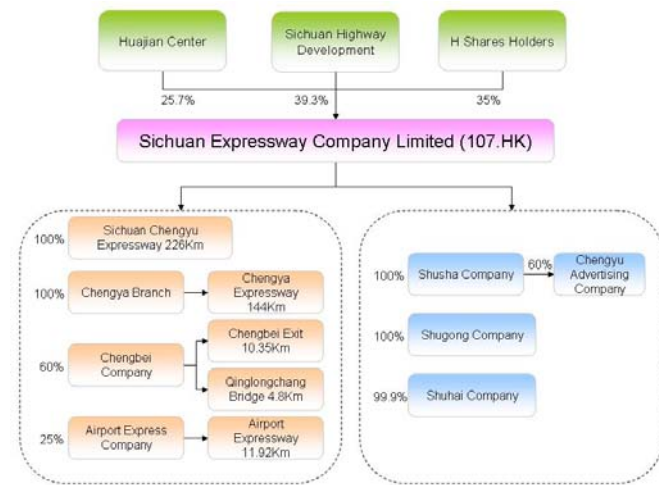 Huajian Center
Sichuan Highway
Development
H Shares Holders
25.7%
39.3%
35%
Sichuan Expressway Company Limited (107.HK)
100%
Sichuan Chengyu
Expressway 226Km
100%
Chengya Branch
Chengya
Expressway
144Km
60%
Chengbei
Company
Chengbei Exit
10.35Km
Qinglongchang
Bridge 4.8Km
25%
Airport Express
Company
Airport
Expressway
11.92Km
100%
Shusha Company
60%
Chengyu
Advertising
Company
100%
Shugong Company
99.9%
Shuhai Company